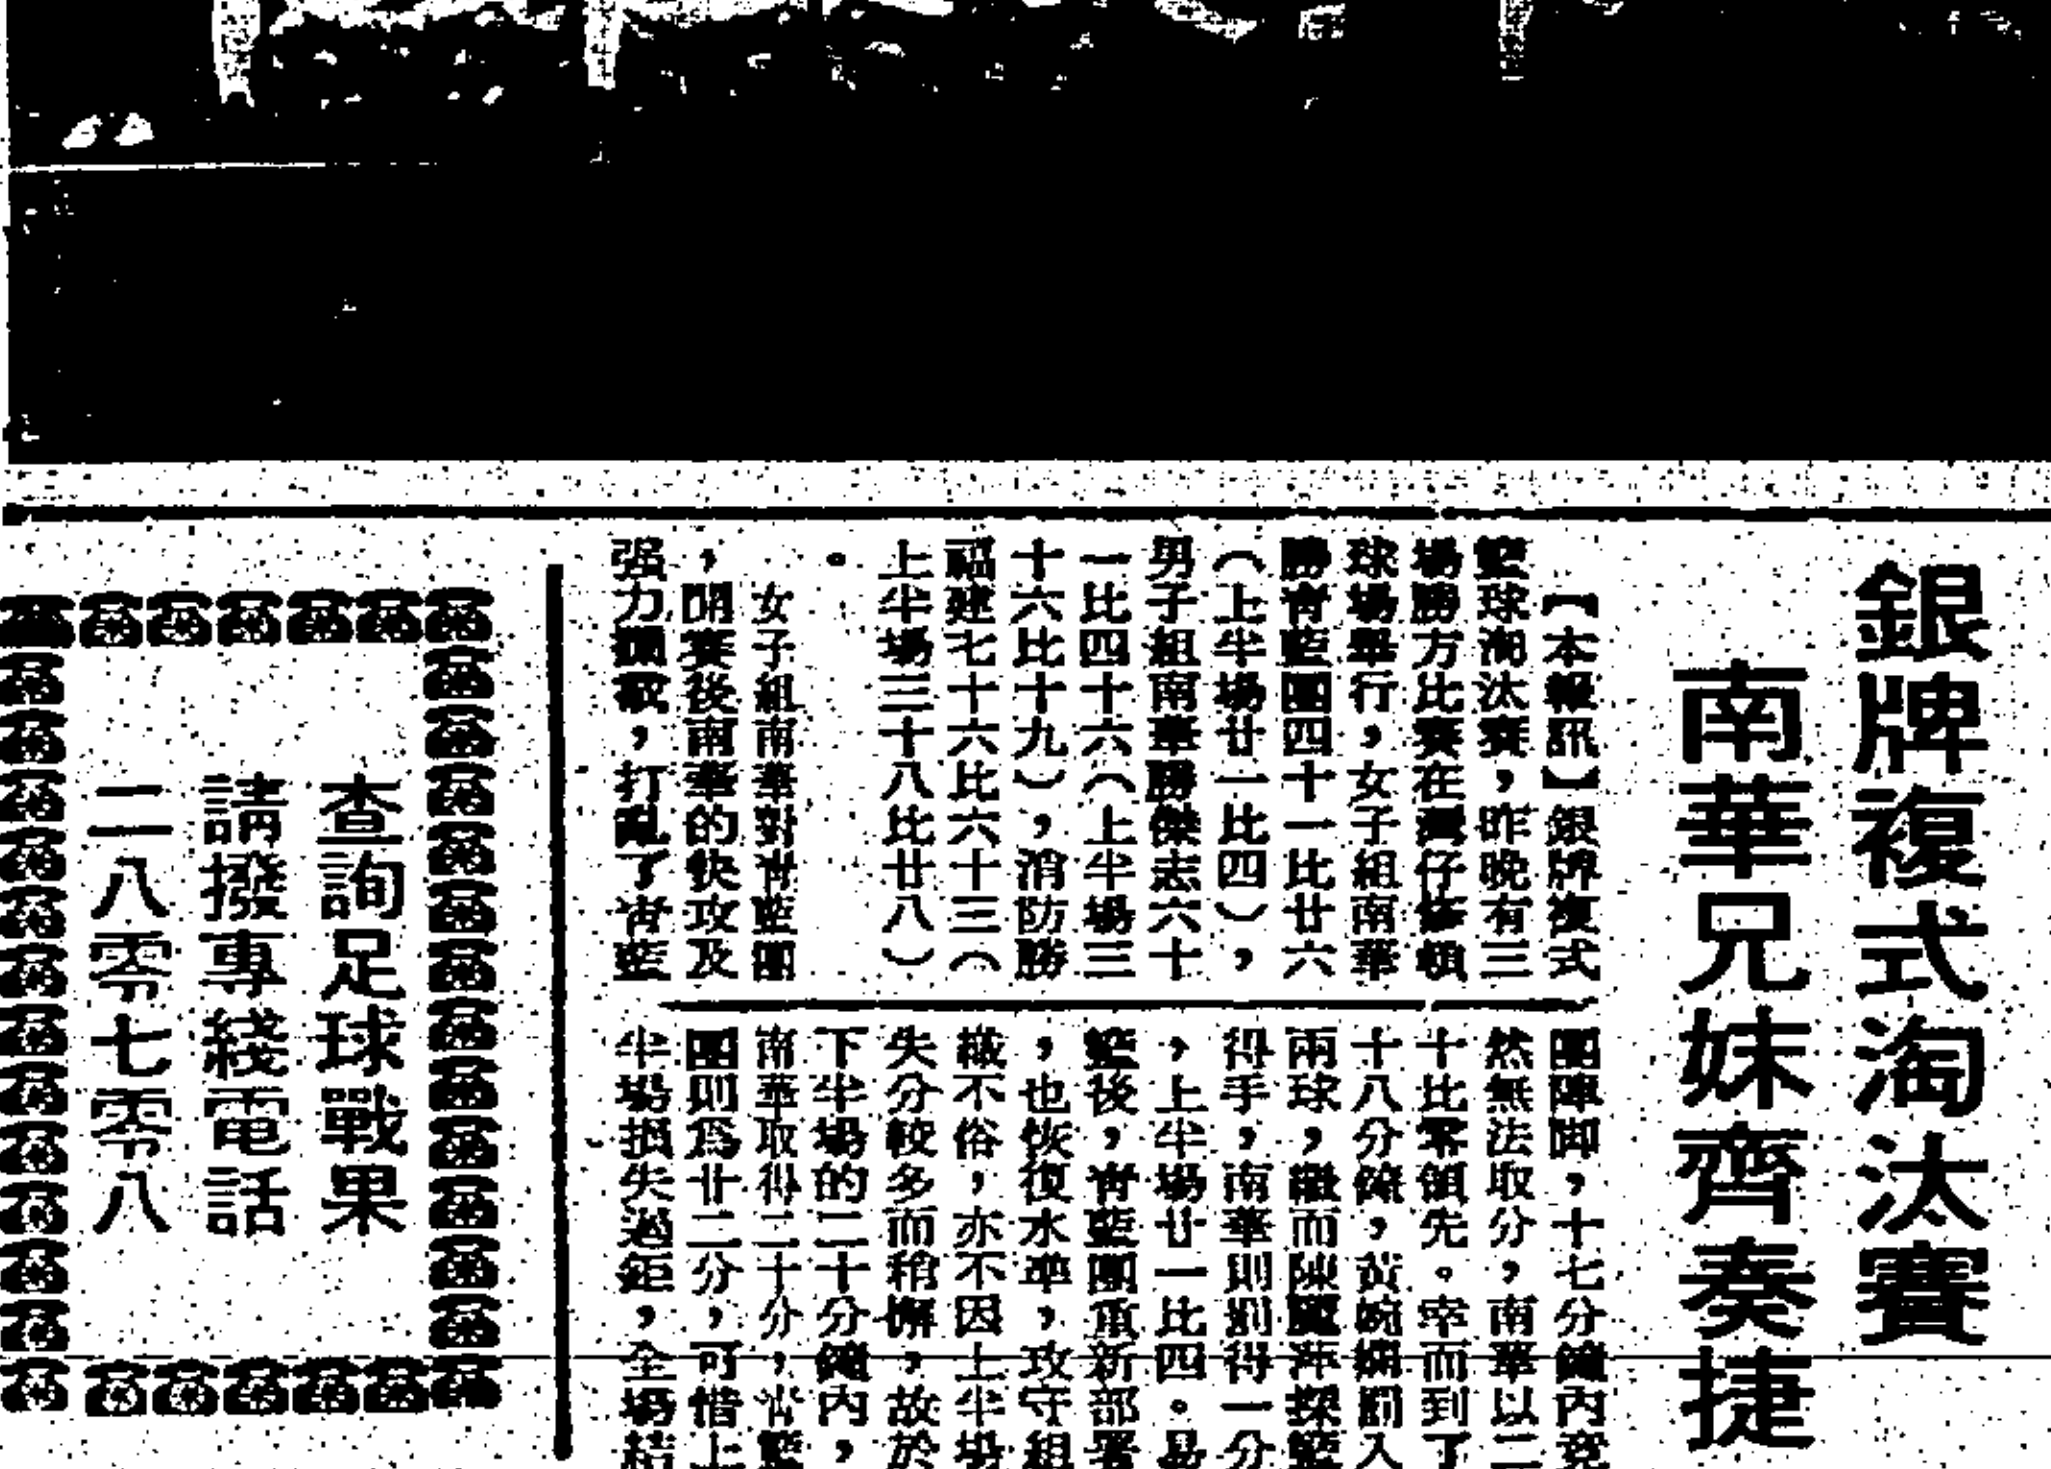 銀牌複式淘汰賽
南華兄妹齊奏捷
【本報訊】銀牌複式
籃球淘汰賽，昨晚有三
場勝方比賽在灣仔修頓
球場舉行，女子組南華
勝青藍團四十一比廿六
（上半場廿一比四），
男子組南華勝傑志六十
一比四十六（上半場三
十六比十九），消防勝
福建七十六比六十三（
上半場三十八比廿八）
。
女子組南華對青藍團
，開賽後南華的快攻及
强力攔截，打亂了青藍
團陣脚，十七分鐘內竟
然無法取分，南華以二
十比零領先。幸而到了
十八分鐘，黃婉嫻罰入
兩球，繼而陳麗萍探籃
得手，南華則罰得一分
，上半塲廿一比四。易
籃後，青藍團重新部署
，也恢復水準，攻守組
織不俗，亦不因上半場
失分較多而稍懈，故於
下半場的二十分鐘內，
南華取得二十分，青藍
團則為廿二分，可惜上
半場損失過鉅，全場結
查詢足球戰果
請撥專綫電話
二八零七零八